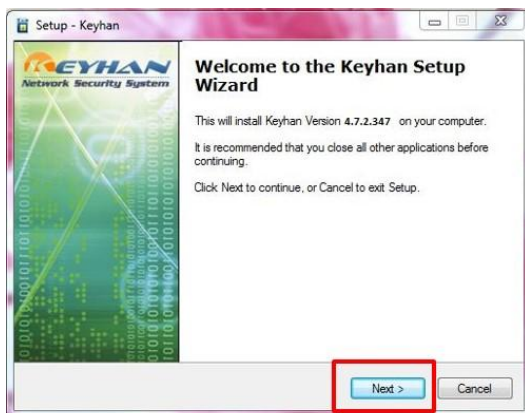 Setup - Keyhan
KEYHAN
Network Security System
Welcome to the Keyhan Setup
Wizard
This will install Keyhan Version 4.7.2.347 on your computer.
It is recommended that you close all other applications before
continuing.
Click Next to continue, or Cancel to exit Setup.
Next >
Cancel